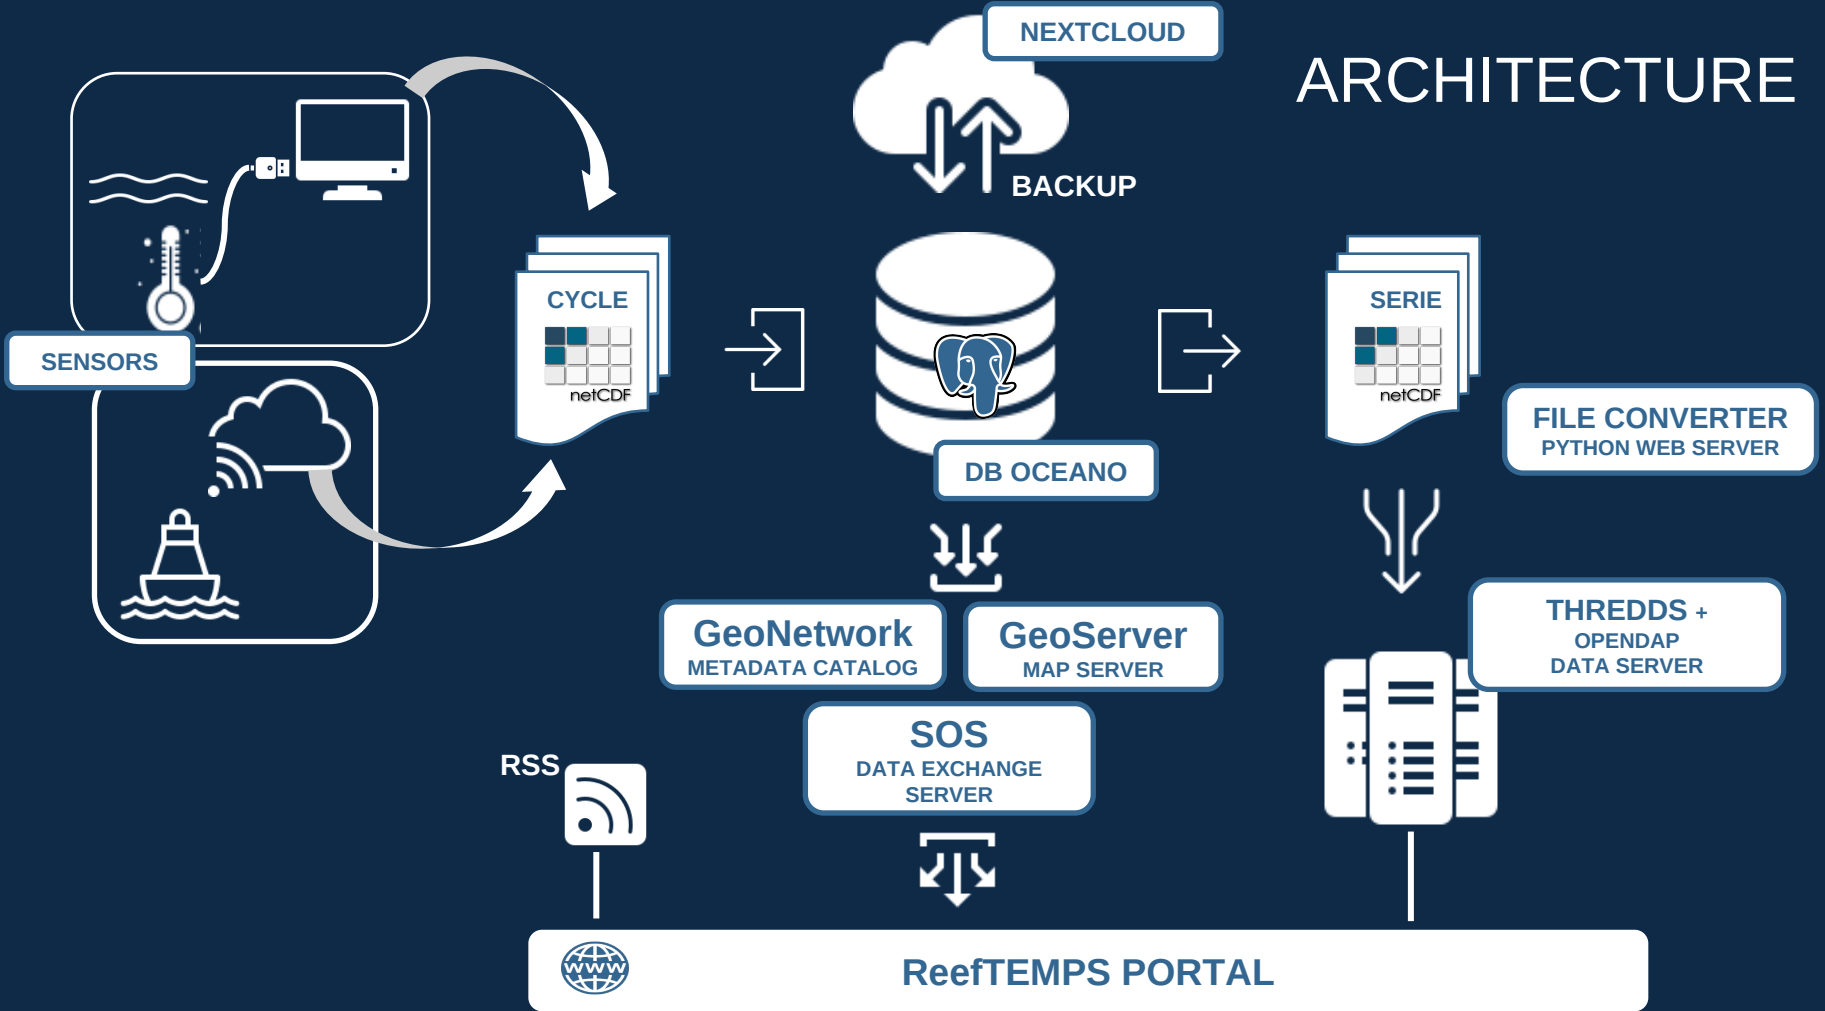 NEXTCLOUD
ARCHITECTURE
BACKUP
CYCLE
netCDF
SERIE
netCDF
SENSORS
FILE CONVERTER
PYTHON WEB SERVER
DB OCEANO
GeoNetwork
METADATA CATALOG
GeoServer
MAP SERVER
THREDDS +
OPENDAP
DATA SERVER
SOS
DATA EXCHANGE
SERVER
RSS
www
ReefTEMPS PORTAL